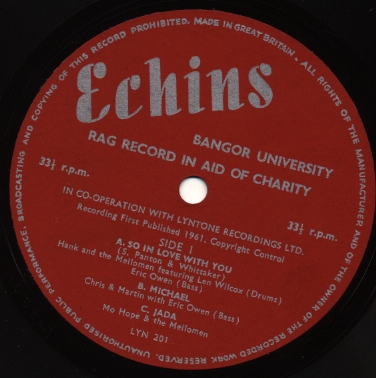 Echins
BANGOR UNIVERSITY
RAG RECORD IN AID OF CHARITY
33⅓ r.p.m.
33⅓ r.p.m.
IN CO-OPERATION WITH LYNTONE RECORDINGS LTD.
Recording First Published 1961. Copyright Control
SIDE 1
A. SO IN LOVE WITH YOU
(S. Panton & Whittaker)
Hank and the Mellomen featuring Len Wilcox (Drums)
Eric Owen (Bass)
B. MICHAEL
Chris & Martin with Eric Owen (Bass)
C. JADA
Mo Hope & the Mellomen
LYN 201
MADE IN GREAT BRITAIN. ALL RIGHTS OF THE MANUFACTURER AND OF THE OWNER OF THE RECORDED WORK RESERVED. UNAUTHORISED PUBLIC PERFORMANCE, BROADCASTING AND COPYING OF THIS RECORD PROHIBITED.